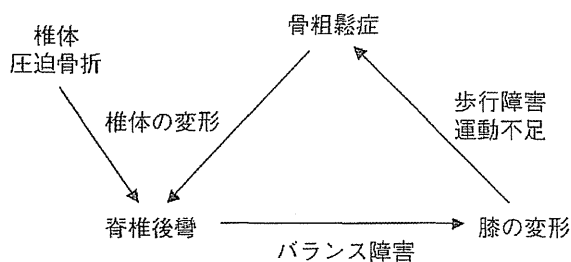 骨粗鬆症
椎体
圧迫骨折
歩行障害
運動不足
椎体の変形
脊椎後彎
膝の変形
バランス障害